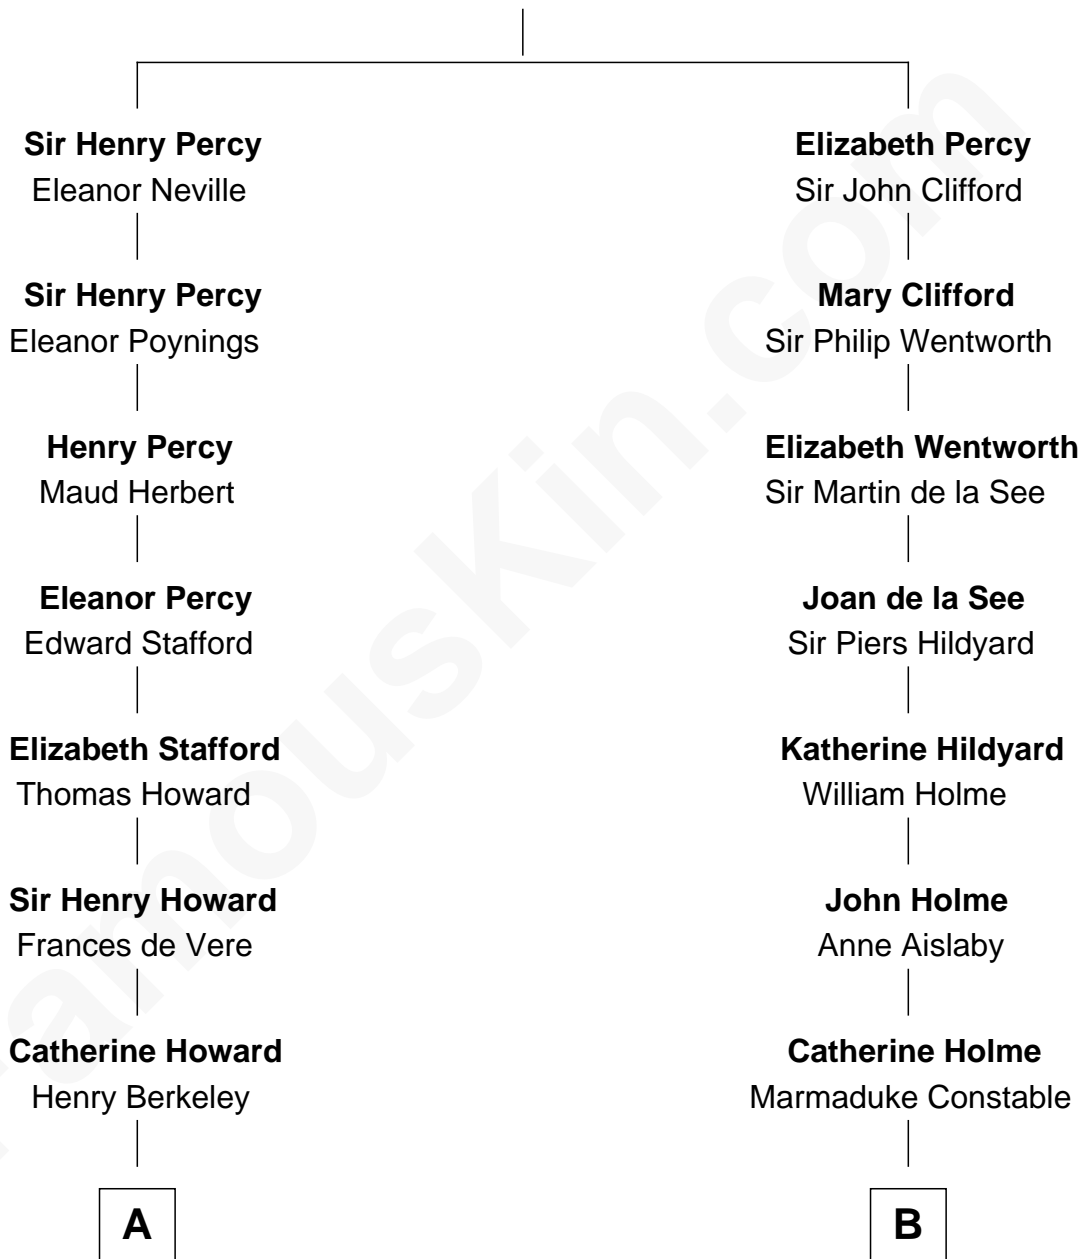 Sir Henry Percy
Eleanor Neville
Sir Henry Percy
Eleanor Poynings
Henry Percy
Maud Herbert
Eleanor Percy
Edward Stafford
Elizabeth Stafford
Thomas Howard
Sir Henry Howard
Frances de Vere
Catherine Howard
Henry Berkeley
A
Elizabeth Percy
Sir John Clifford
Mary Clifford
Sir Philip Wentworth
Elizabeth Wentworth
Sir Martin de la See
Joan de la See
Sir Piers Hildyard
Katherine Hildyard
William Holme
John Holme
Anne Aislaby
Catherine Holme
Marmaduke Constable
B
FamousKin.com